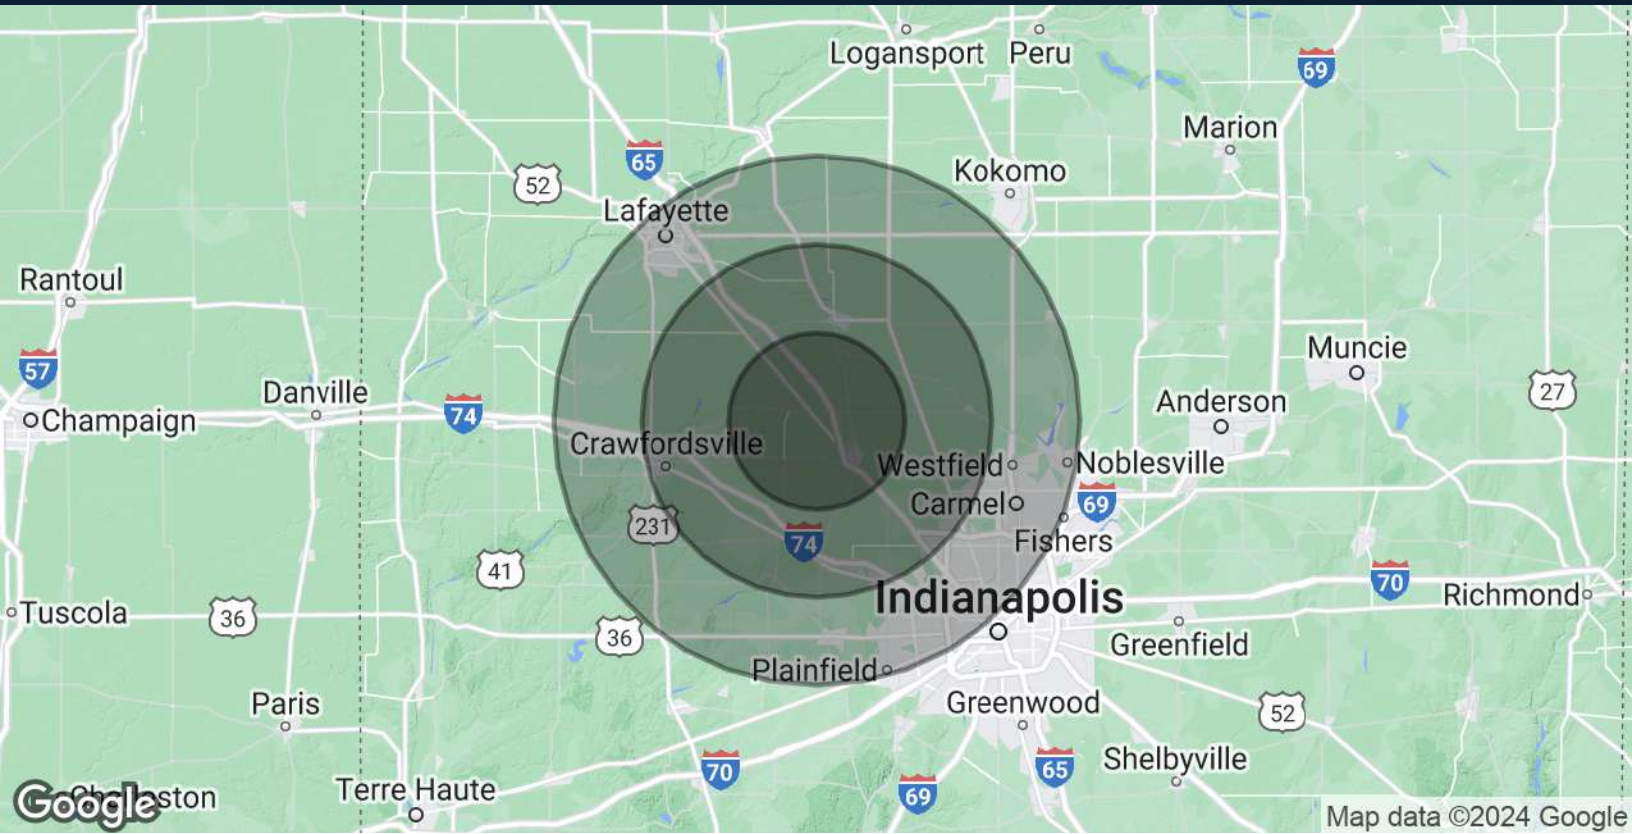 Logansport
Peru
69
Marion
65
Kokomo
52
Lafayette
Rantoul
Muncie
57
Danville
27
74
Anderson
Champaign
Crawfordsville
Westfield
Noblesville
Carmel
69
231
74
Fishers
41
70
Indianapolis
Richmond
Tuscola
36
36
Greenfield
Plainfield
Paris
Greenwood
52
Shelbyville
70
65
Terre Haute
69
Google
Map data ©2024 Google